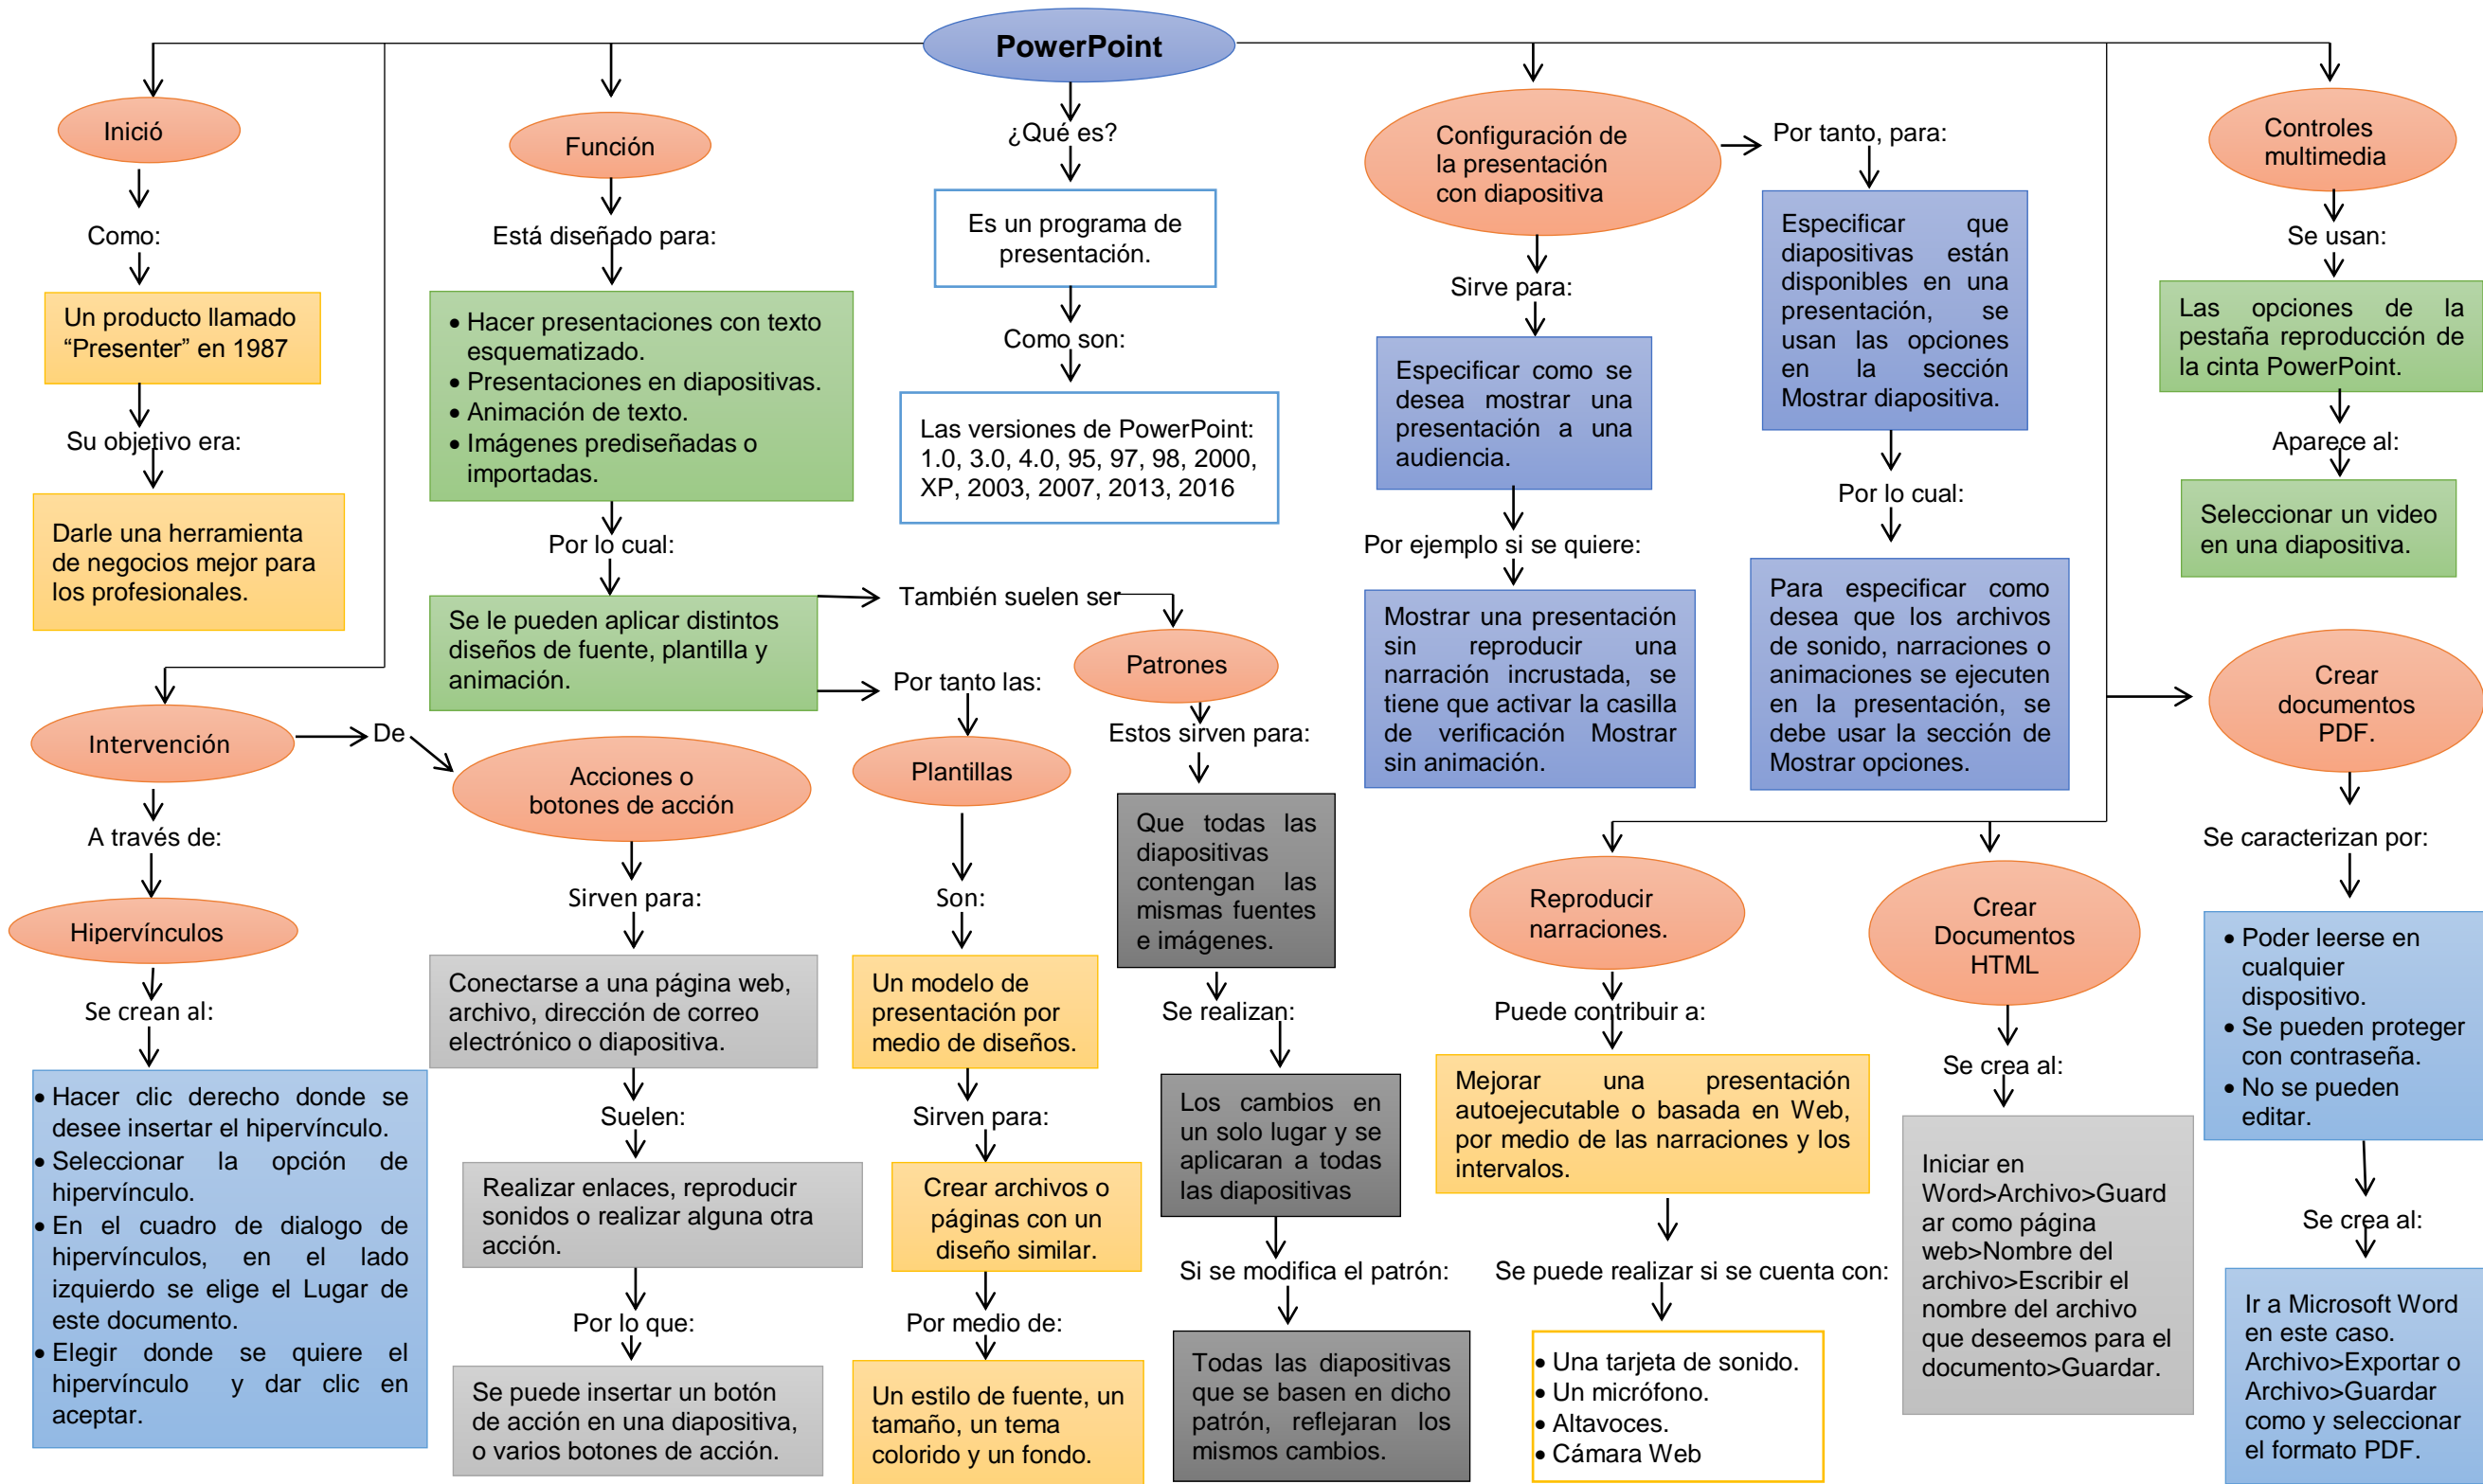 PowerPoint
Inició
Como:
Un producto llamado
“Presenter” en 1987
Su objetivo era:
Darle una herramienta
de negocios mejor para
los profesionales.
Intervención
A través de:
Hipervínculos
Se crean al:
• Hacer clic derecho donde se
desee insertar el hipervínculo.
• Seleccionar la opción de
hipervínculo.
• En el cuadro de dialogo de
hipervínculos, en el lado
izquierdo se elige el Lugar de
este documento.
• Elegir donde se quiere el
hipervínculo y dar clic en
aceptar.
De
Acciones o
botones de acción
Sirven para:
Conectarse a una página web,
archivo, dirección de correo
electrónico o diapositiva.
Suelen:
Realizar enlaces, reproducir
sonidos o realizar alguna otra
acción.
Por lo que:
Se puede insertar un botón
de acción en una diapositiva,
o varios botones de acción.
Función
Está diseñado para:
• Hacer presentaciones con texto
esquematizado.
• Presentaciones en diapositivas.
• Animación de texto.
• Imágenes prediseñadas o
importadas.
Por lo cual:
Se le pueden aplicar distintos
diseños de fuente, plantilla y
animación.
También suelen ser
Patrones
Estos sirven para:
Que todas las
diapositivas
contengan las
mismas fuentes
e imágenes.
Se realizan:
Los cambios en
un solo lugar y se
aplicaran a todas
las diapositivas
Si se modifica el patrón:
Todas las diapositivas
que se basen en dicho
patrón, reflejaran los
mismos cambios.
Por tanto las:
Plantillas
Son:
Un modelo de
presentación por
medio de diseños.
Sirven para:
Crear archivos o
páginas con un
diseño similar.
Por medio de:
Un estilo de fuente, un
tamaño, un tema
colorido y un fondo.
¿Qué es?
Es un programa de
presentación.
Como son:
Las versiones de PowerPoint:
1.0, 3.0, 4.0, 95, 97, 98, 2000,
XP, 2003, 2007, 2013, 2016
Configuración de
la presentación
con diapositiva
Sirve para:
Especificar como se
desea mostrar una
presentación a una
audiencia.
Por ejemplo si se quiere:
Mostrar una presentación
sin reproducir una
narración incrustada, se
tiene que activar la casilla
de verificación Mostrar
sin animación.
Por tanto, para:
Especificar que
diapositivas están
disponibles en una
presentación, se
usan las opciones
en la sección
Mostrar diapositiva.
Por lo cual:
Para especificar como
desea que los archivos
de sonido, narraciones o
animaciones se ejecuten
en la presentación, se
debe usar la sección de
Mostrar opciones.
Reproducir
narraciones.
Puede contribuir a:
Mejorar una presentación
autoejecutable o basada en Web,
por medio de las narraciones y los
intervalos.
Se puede realizar si se cuenta con:
• Una tarjeta de sonido.
• Un micrófono.
• Altavoces.
• Cámara Web
Crear
Documentos
HTML
Se crea al:
Iniciar en
Word>Archivo>Guard
ar como página
web>Nombre del
archivo>Escribir el
nombre del archivo
que deseemos para el
documento>Guardar.
Controles
multimedia
Se usan:
Las opciones de la
pestaña reproducción de
la cinta PowerPoint.
Aparece al:
Seleccionar un video
en una diapositiva.
Crear
documentos
PDF.
Se caracterizan por:
• Poder leerse en
cualquier
dispositivo.
• Se pueden proteger
con contraseña.
• No se pueden
editar.
Se crea al:
Ir a Microsoft Word
en este caso.
Archivo>Exportar o
Archivo>Guardar
como y seleccionar
el formato PDF.